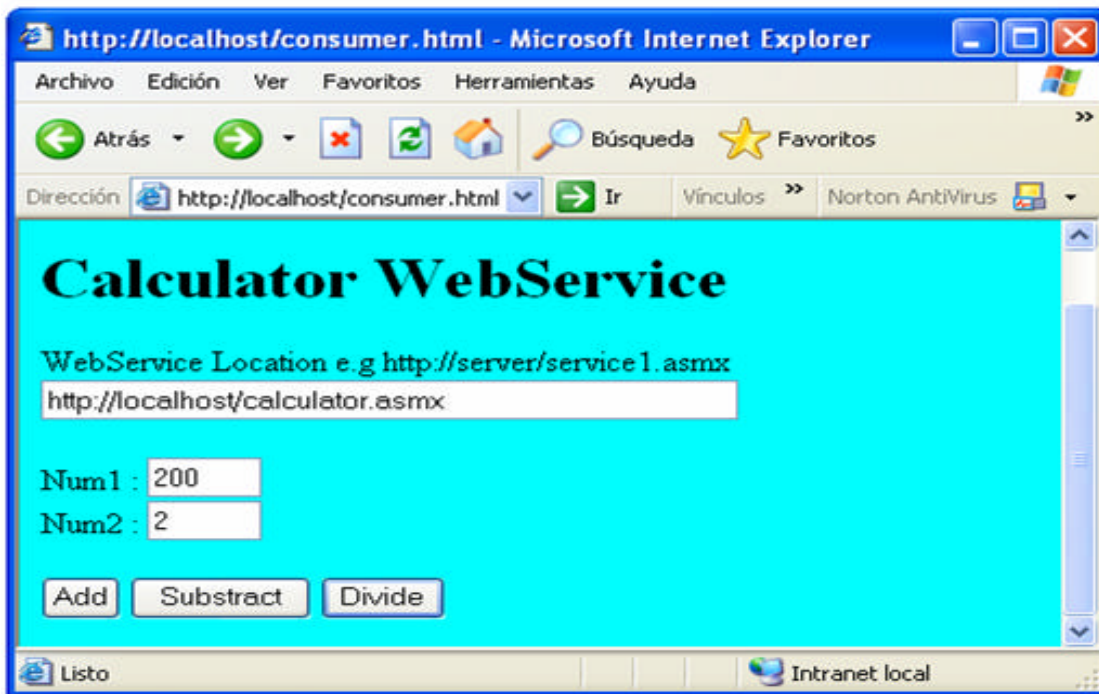 http://localhost/consumer.html - Microsoft Internet Explorer
Archivo Edición Ver Favoritos Herramientas Ayuda
Atrás Búsqueda Favoritos »
Dirección http://localhost/consumer.html Ir Vínculos » Norton AntiVirus
Calculator WebService
WebService Location e.g http://server/service1.asmx
http://localhost/calculator.asmx
Num1 : 200
Num2 : 2
Add Substract Divide
Listo Intranet local